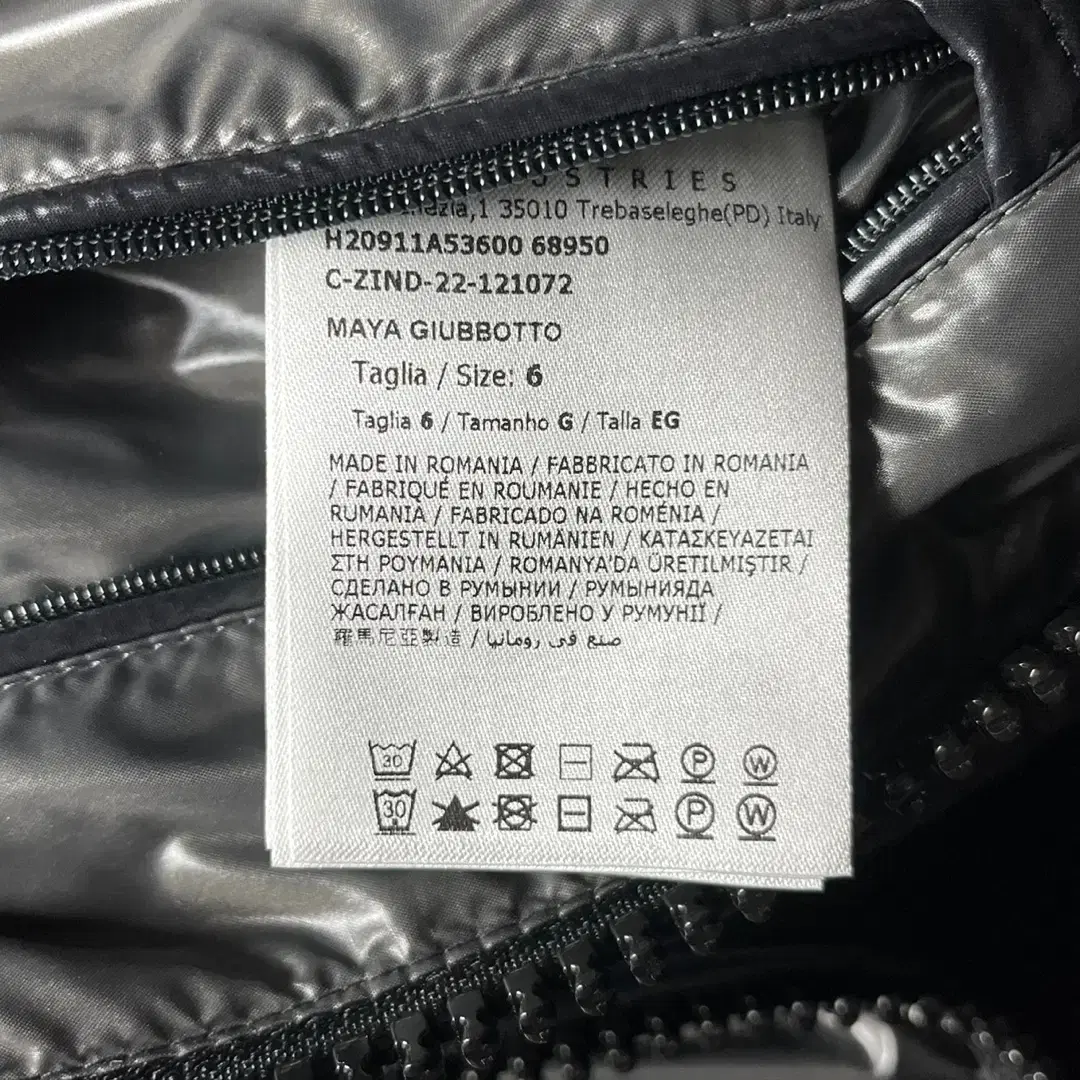 USTRIES
,1 35010 Trebaseleghe(PD) Italy
H20911A53600 68950
C-ZIND-22-121072
MAYA GIUBBOTTO
Taglia / Size: 6
Taglia 6 / Tamanho G / Talla EG
MADE IN ROMANIA / FABBRICATO IN ROMANIA
/ FABRIQUÉ EN ROUMANIE / HECHO EN
RUMANIA / FABRICADO NA ROMÉNIA /
HERGESTELLT IN RUMÄNIEN / ΚΑΤΑΣΚΕΥΑΖΕΤΑΙ
ΣΤΗ ΡΟΥΜΑΝΙΑ / ROMANYA'DA ÜRETILMIŞTIR /
СДЕЛАНО В РУМЫНИИ / РУМЫНИЯДА
ЖАСАЛҒАН / ВИРОБЛЕНО У РУМУНІЇ /
羅馬尼亞製造 / صنع في رومانيا
30 P W
30 P W